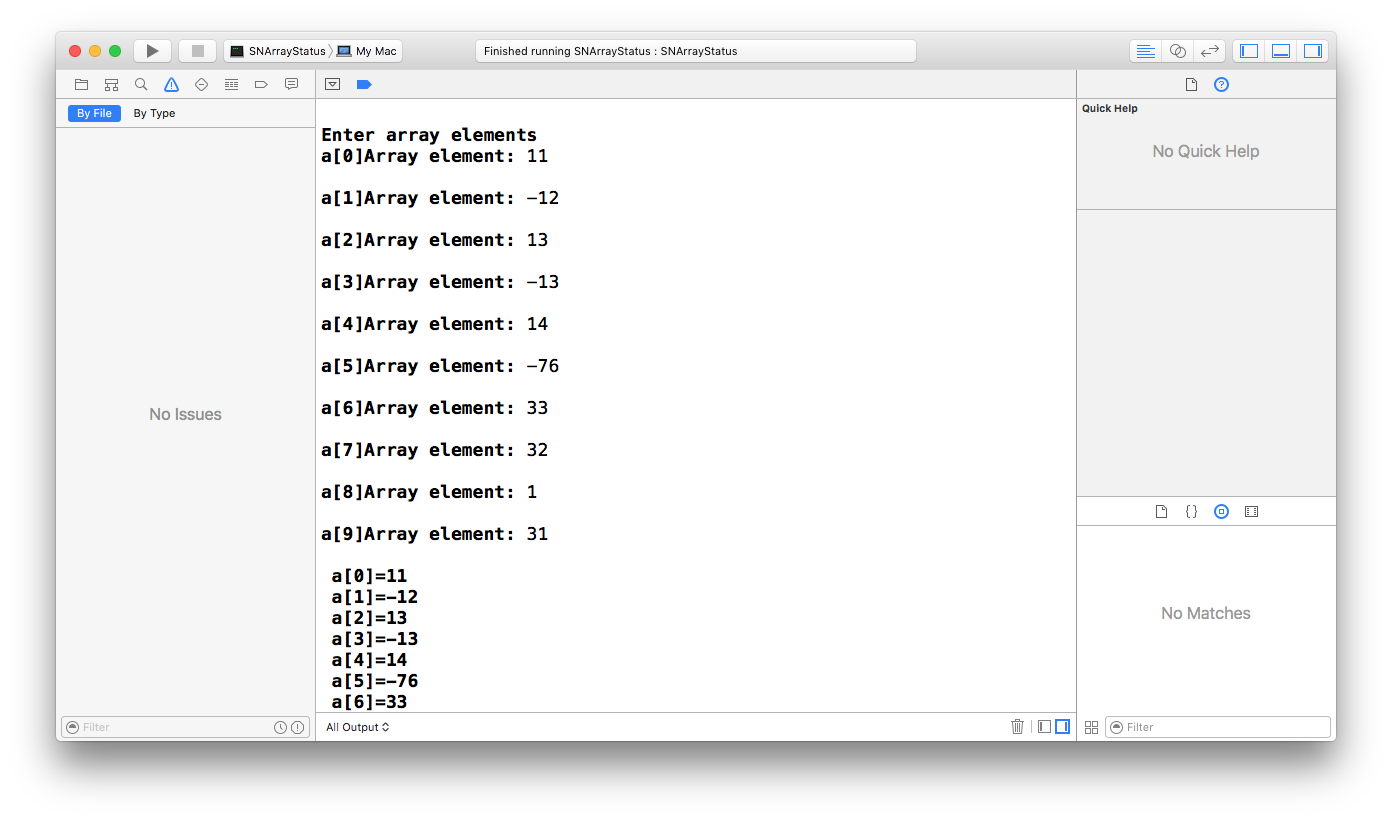 SNArrayStatus My Mac
Finished running SNArrayStatus : SNArrayStatus
By File By Type
No Issues
Filter
Enter array elements
a[0]Array element: 11
a[1]Array element: −12
a[2]Array element: 13
a[3]Array element: −13
a[4]Array element: 14
a[5]Array element: −76
a[6]Array element: 33
a[7]Array element: 32
a[8]Array element: 1
a[9]Array element: 31
a[0]=11
a[1]=−12
a[2]=13
a[3]=−13
a[4]=14
a[5]=−76
a[6]=33
All Output
Quick Help
No Quick Help
No Matches
Filter